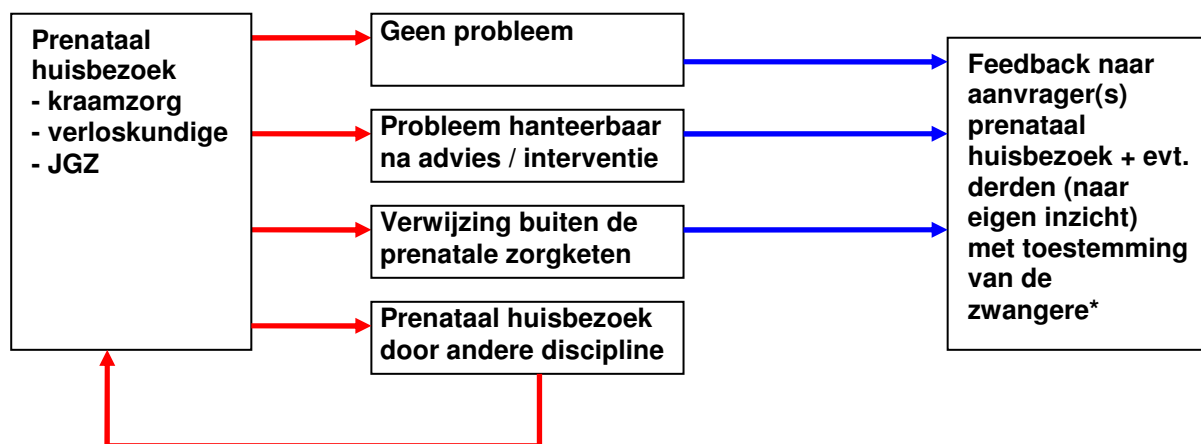 Prenataal
huisbezoek
- kraamzorg
- verloskundige
- JGZ
Geen probleem
Probleem hanteerbaar
na advies / interventie
Verwijzing buiten de
prenatale zorgketen
Prenataal huisbezoek
door andere discipline
Feedback naar
aanvrager(s)
prenataal
huisbezoek + evt.
derden (naar
eigen inzicht)
met toestemming
van de
zwangere*